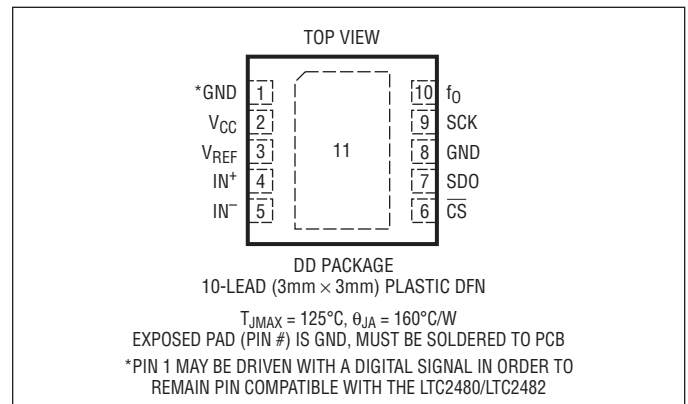 TOP VIEW
*GND 1 10 fO
VCC 2 9 SCK
VREF 3 11 8 GND
IN+ 4 7 SDO
IN– 5 6 C̅S̅
DD PACKAGE
10-LEAD (3mm × 3mm) PLASTIC DFN
TJMAX = 125°C, θJA = 160°C/W
EXPOSED PAD (PIN #) IS GND, MUST BE SOLDERED TO PCB
*PIN 1 MAY BE DRIVEN WITH A DIGITAL SIGNAL IN ORDER TO
REMAIN PIN COMPATIBLE WITH THE LTC2480/LTC2482